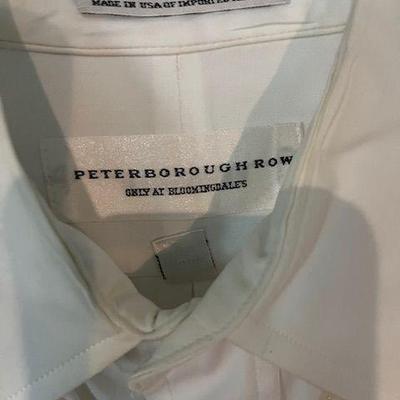 MADE IN USA OF IMPORTED
PETERBOROUGH ROW
ONLY AT BLOOMINGDALE'S